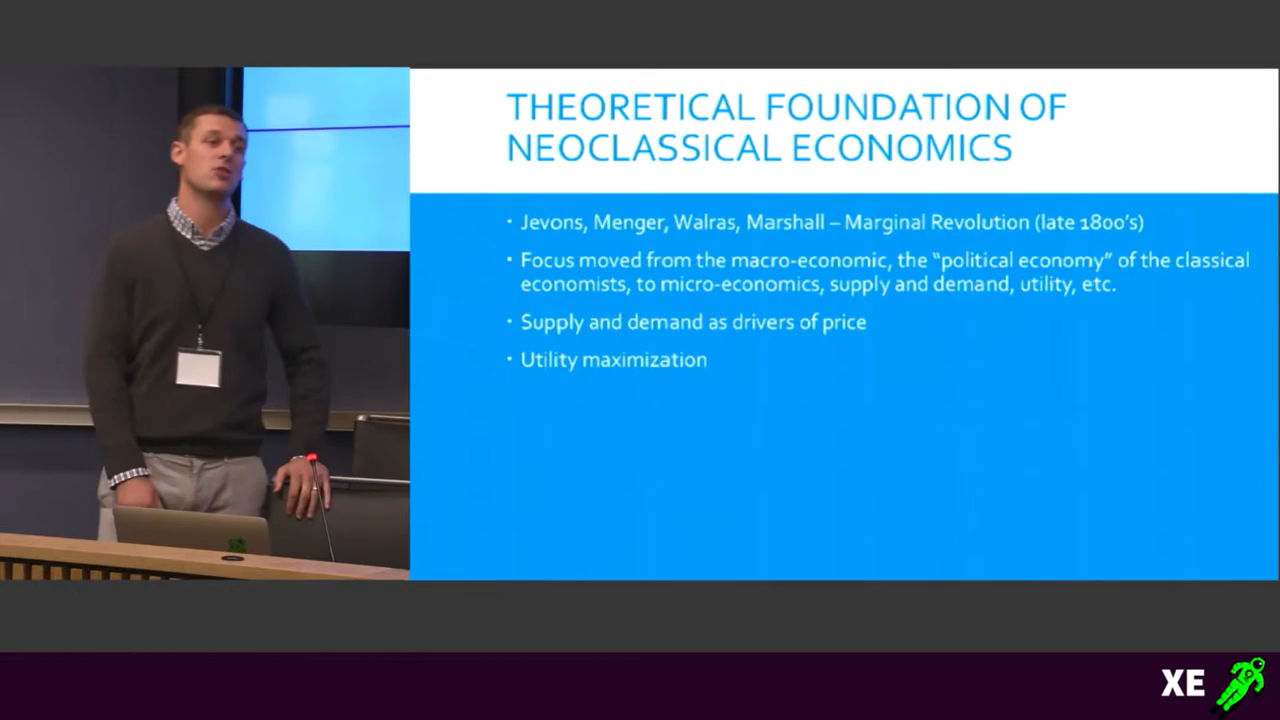 THEORETICAL FOUNDATION OF
NEOCLASSICAL ECONOMICS
· Jevons, Menger, Walras, Marshall – Marginal Revolution (late 1800's)
· Focus moved from the macro-economic, the “political economy” of the classical
economists, to micro-economics, supply and demand, utility, etc.
· Supply and demand as drivers of price
· Utility maximization
XE